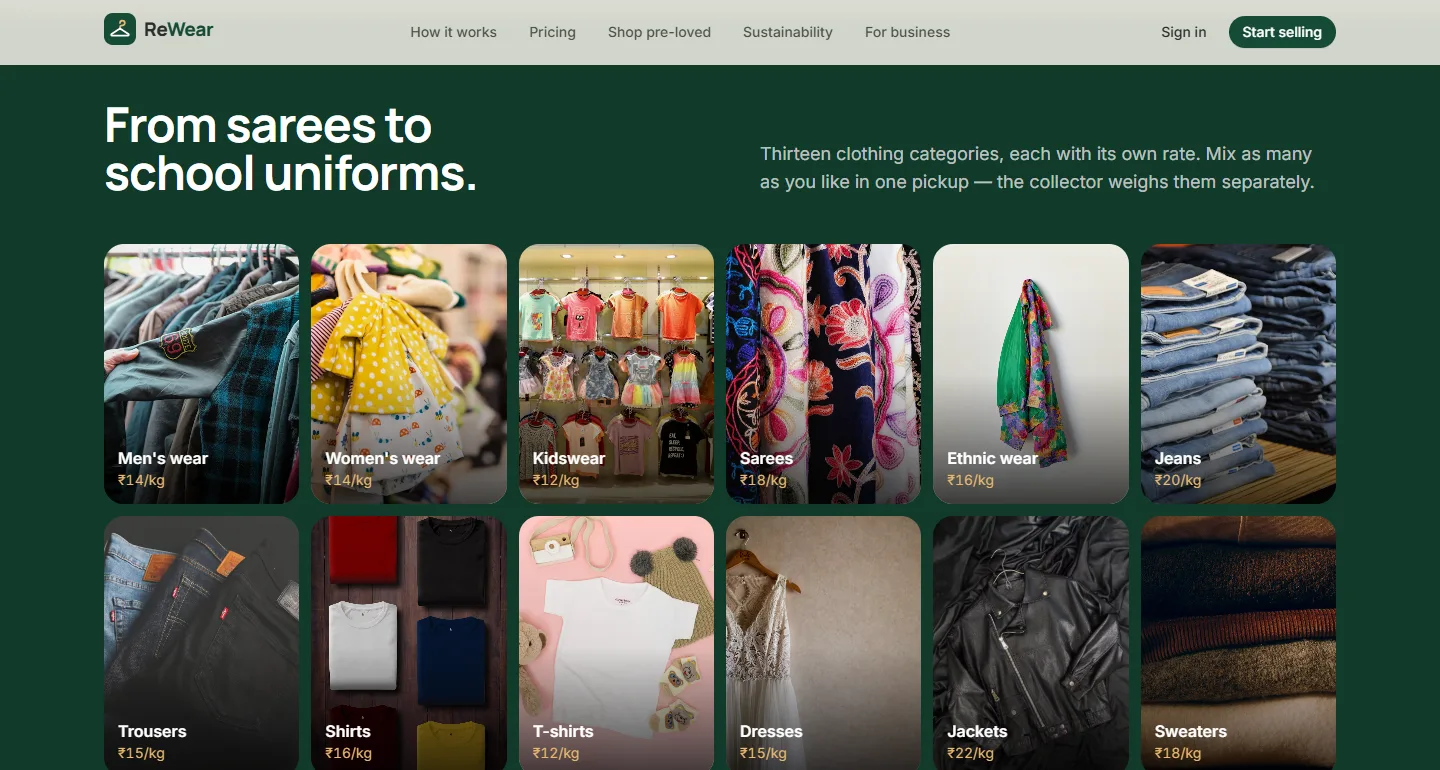 ReWear
How it works
Pricing
Shop pre-loved
Sustainability
For business
Sign in
Start selling
From sarees to
school uniforms.
Thirteen clothing categories, each with its own rate. Mix as many
as you like in one pickup — the collector weighs them separately.
Men's wear
₹14/kg
Women's wear
₹14/kg
Kidswear
₹12/kg
Sarees
₹18/kg
Ethnic wear
₹16/kg
Jeans
₹20/kg
Trousers
₹15/kg
Shirts
₹16/kg
T-shirts
₹12/kg
Dresses
₹15/kg
Jackets
₹22/kg
Sweaters
₹18/kg